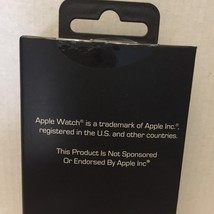 Apple Watch® is a trademark of Apple Inc.®,
registered in the U.S. and other countries.
This Product Is Not Sponsored
Or Endorsed By Apple Inc®